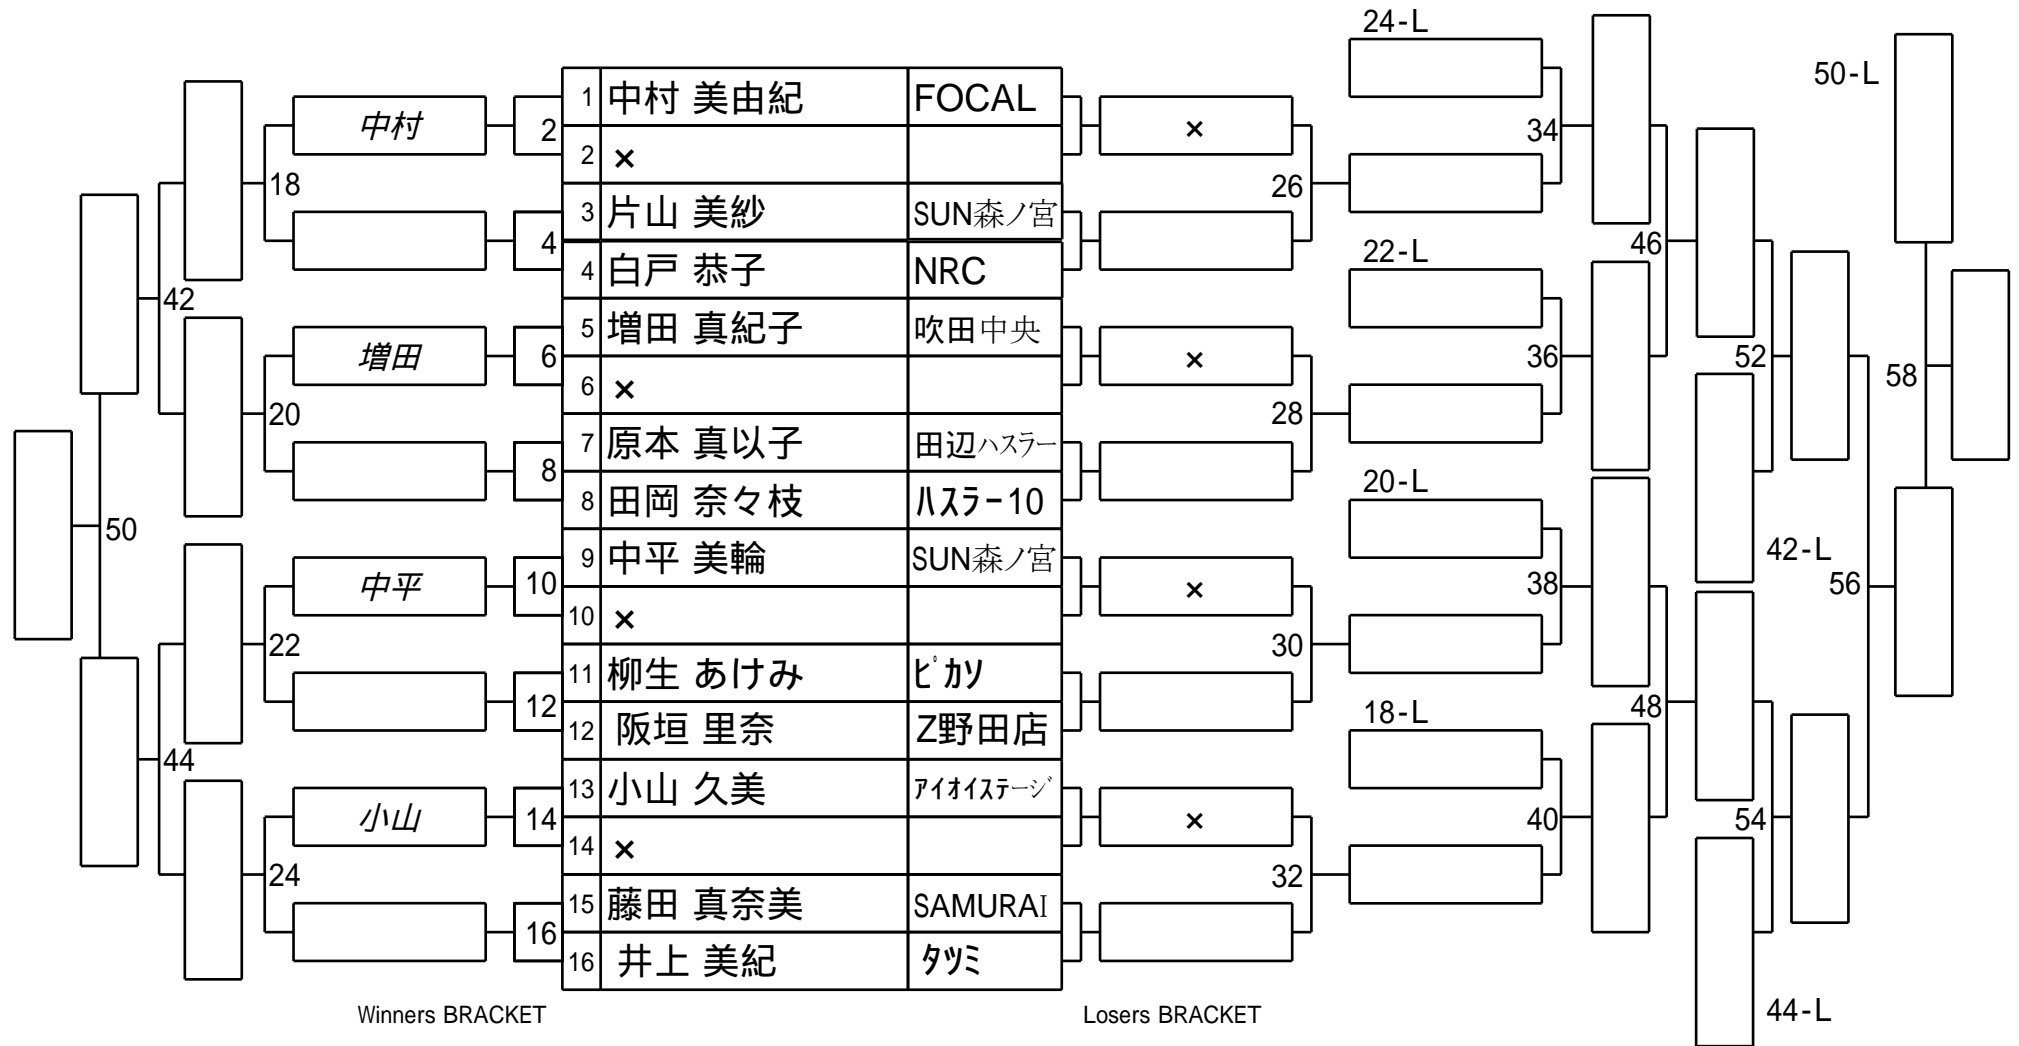 24-L
50-L
1 中村 美由紀 FOCAL
中村 2 × 34
2 ×
18 26
3 片山 美紗 SUN森ノ宮
4 46
22-L
4 白戸 恭子 NRC
42
5 増田 真紀子 吹田中央
増田 6 × 36 52 58
6 ×
20 28
7 原本 真以子 田辺ハスラー
8
20-L
8 田岡 奈々枝 ハスラー10
50
9 中平 美輪 SUN森ノ宮
42-L
中平 10 × 38 56
10 ×
22 30
11 柳生 あけみ ピカソ
12 48
18-L
12 阪垣 里奈 Z野田店
44
13 小山 久美 アイオイステージ
小山 14 × 40 54
14 ×
24 32
15 藤田 真奈美 SAMURAI
16
16 井上 美紀 タツミ
44-L
Winners BRACKET Losers BRACKET